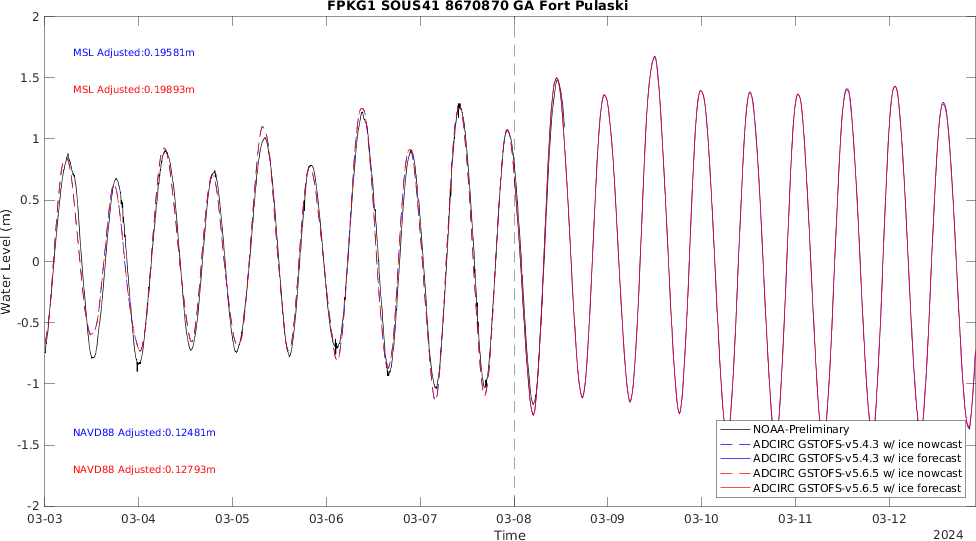 FPKG1 SOUS41 8670870 GA Fort Pulaski
2
1.5
1
0.5
0
-0.5
-1
-1.5
-2
Water Level (m)
MSL Adjusted:0.19581m
MSL Adjusted:0.19893m
NAVD88 Adjusted:0.12481m
NAVD88 Adjusted:0.12793m
NOAA-Preliminary
ADCIRC GSTOFS-v5.4.3 w/ ice nowcast
ADCIRC GSTOFS-v5.4.3 w/ ice forecast
ADCIRC GSTOFS-v5.6.5 w/ ice nowcast
ADCIRC GSTOFS-v5.6.5 w/ ice forecast
03-03 03-04 03-05 03-06 03-07 03-08 03-09 03-10 03-11 03-12
Time
2024